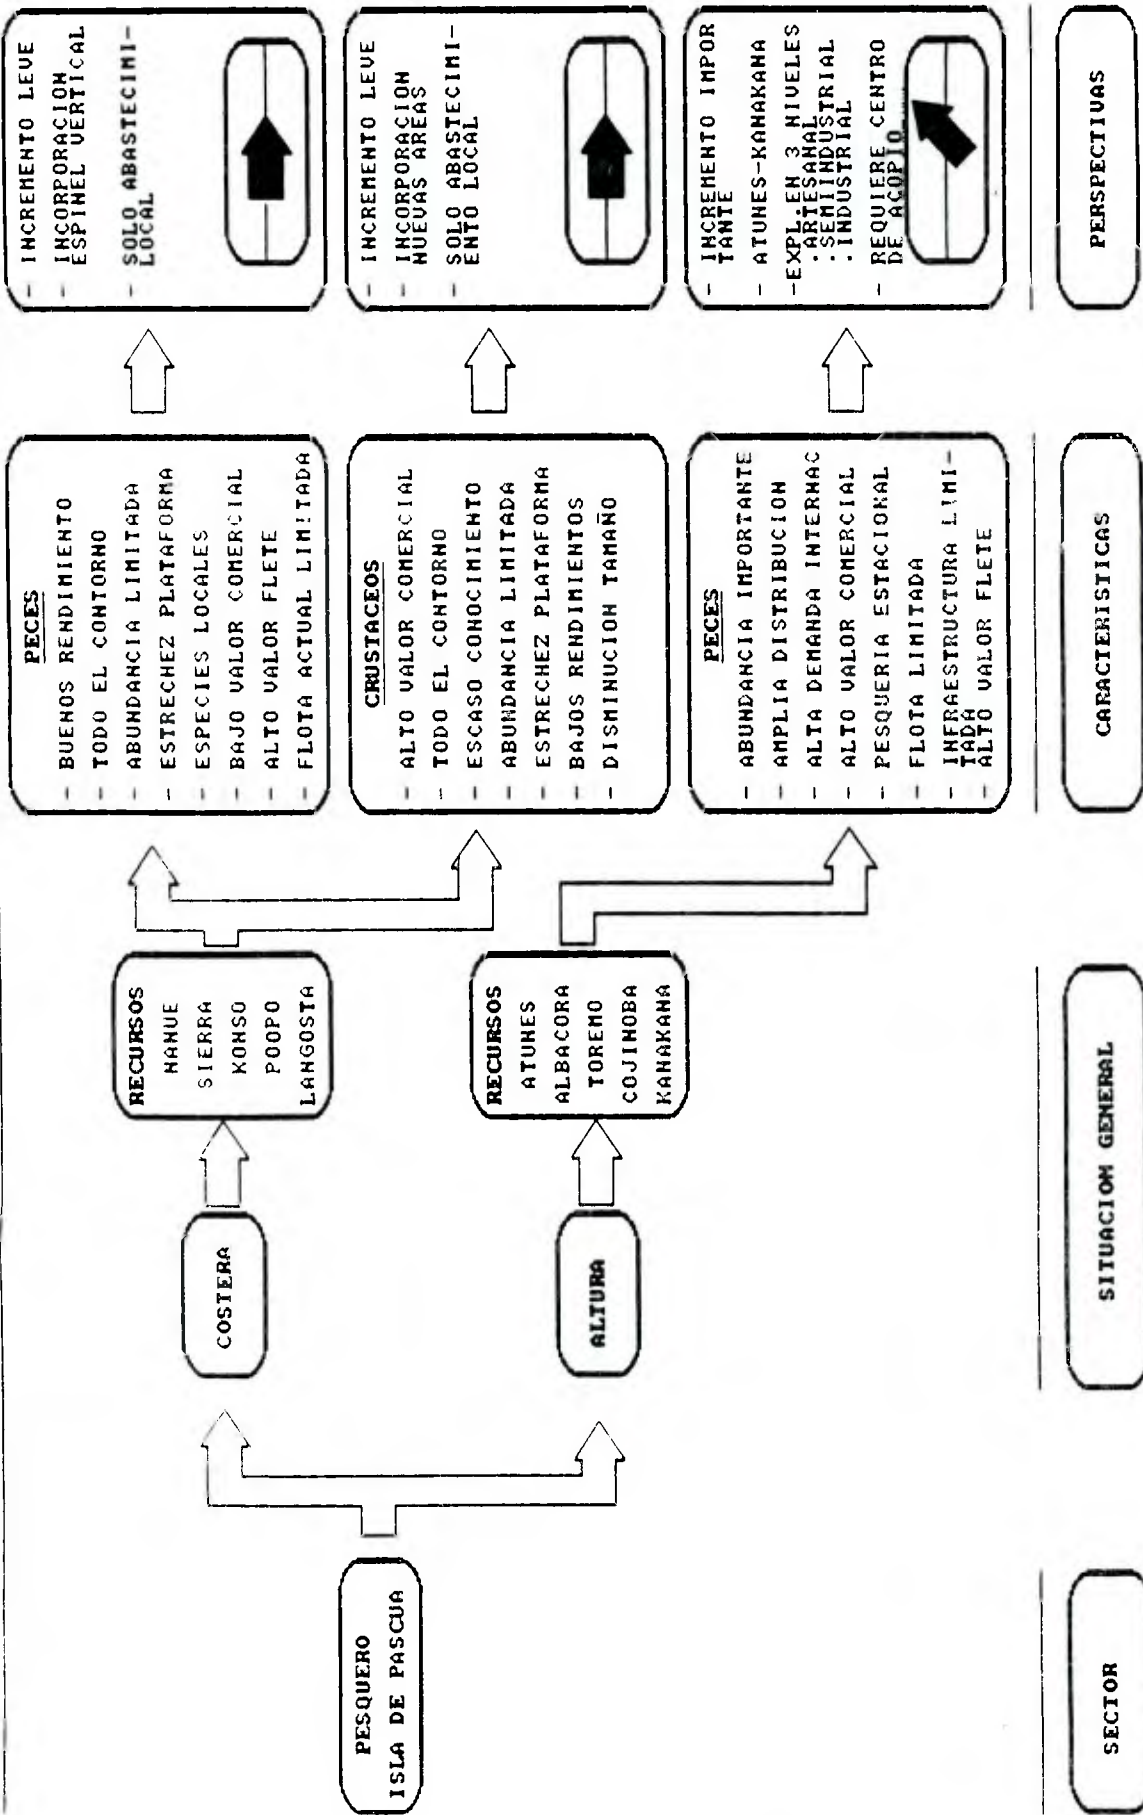 PESQUERO
ISLA DE PASCUA
COSTERA
ALTURA
RECURSOS
NANUE
SIERRA
KONSO
POOPO
LANGOSTA
RECURSOS
ATUNES
ALBACORA
TOREMO
COJINOBA
KANAKANA
PECES
- BUENOS RENDIMIENTO
- TODO EL CONTORNO
- ABUNDANCIA LIMITADA
- ESTRECHEZ PLATAFORMA
- ESPECIES LOCALES
- BAJO VALOR COMERCIAL
- ALTO VALOR FLETE
- FLOTA ACTUAL LIMITADA
CRUSTACEOS
- ALTO VALOR COMERCIAL
- TODO EL CONTORNO
- ESCASO CONOCIMIENTO
- ABUNDANCIA LIMITADA
- ESTRECHEZ PLATAFORMA
- BAJOS RENDIMIENTOS
- DISMINUCION TAMAÑO
PECES
- ABUNDANCIA IMPORTANTE
- AMPLIA DISTRIBUCION
- ALTA DEMANDA INTERNAC
- ALTO VALOR COMERCIAL
- PESQUERIA ESTACIONAL
- FLOTA LIMITADA
- INFRAESTRUCTURA LIMI-
TADA
- ALTO VALOR FLETE
- INCREMENTO LEVE
- INCORPORACION
ESPINEL VERTICAL
- SOLO ABASTECIMI-
LOCAL
- INCREMENTO LEVE
- INCORPORACION
NUEVAS AREAS
- SOLO ABASTECIMI-
ENTO LOCAL
- INCREMENTO IMPOR
TANTE
- ATUNES-KANAKANA
-EXPL.EN 3 NIVELES
.ARTESANAL
.SEMIINDUSTRIAL
.INDUSTRIAL
- REQUIERE CENTRO
DE ACOPIO
SECTOR
SITUACION GENERAL
CARACTERISTICAS
PERSPECTIVAS